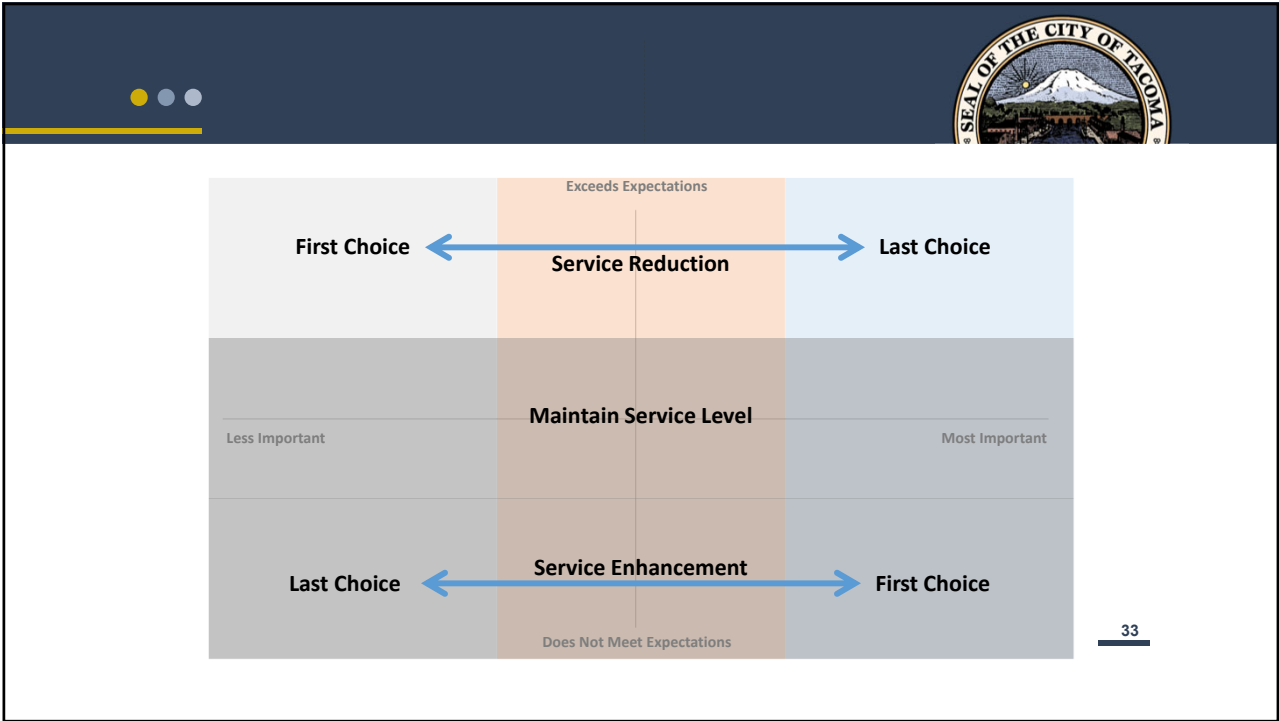 SEAL OF THE CITY OF TACOMA
Exceeds Expectations
First Choice
Last Choice
Service Reduction
Maintain Service Level
Less Important
Most Important
Service Enhancement
Last Choice
First Choice
Does Not Meet Expectations
33